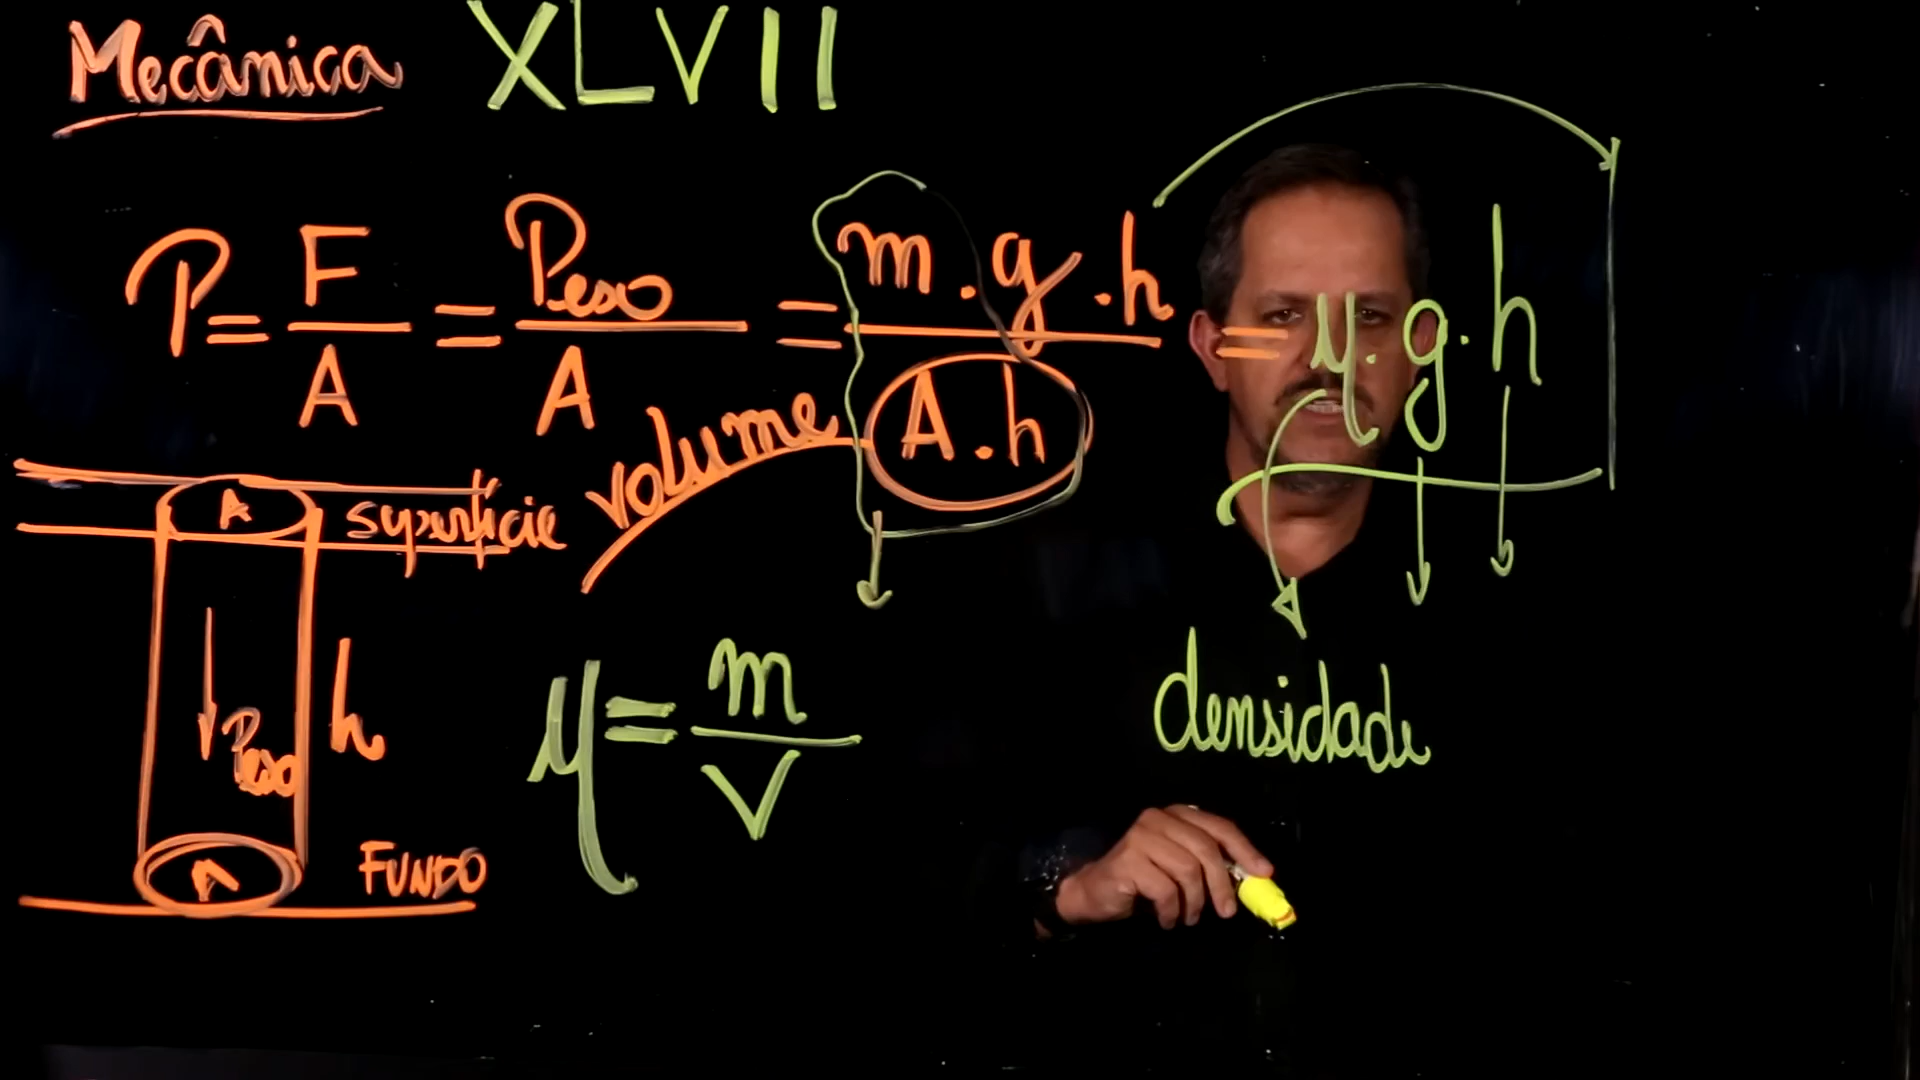 Mecânica XLVII
P = F/A = Peso/A = m.g.h/A.h = μ.g.h
volume
A
superfície
Peso
h
A
FUNDO
μ = m/V
densidade